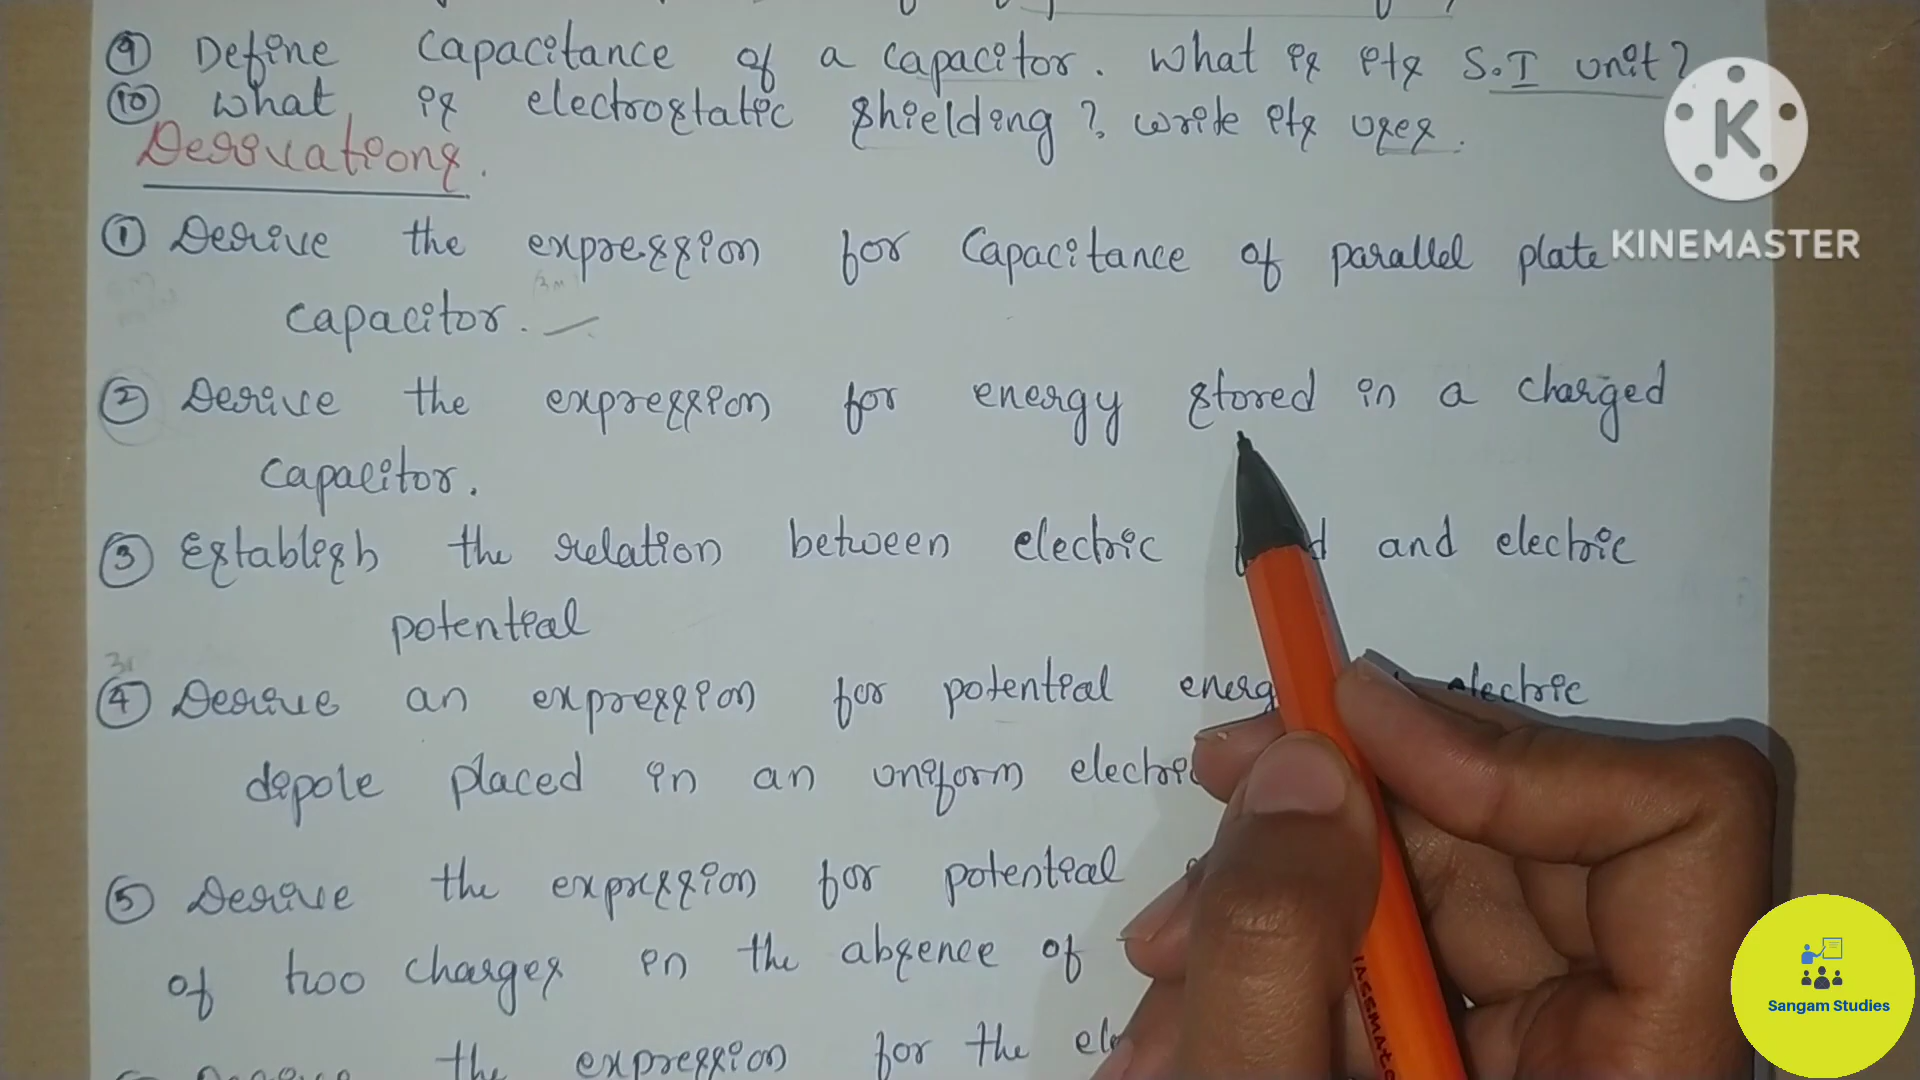 ⑨ Define capacitance of a capacitor. What is its S.I unit?
⑩ What is electrostatic shielding? write its uses.
Derivations.
① Derive the expression for Capacitance of parallel plate
capacitor.
② Derive the expression for energy stored in a charged
capacitor.
③ Establish the relation between electric and electric
potential
④ Derive an expression for potential electric
dipole placed in an uniform
⑤ Derive the expression for potential
of two charges in the absence of
the expression for the
KINEMASTER
Sangam Studies